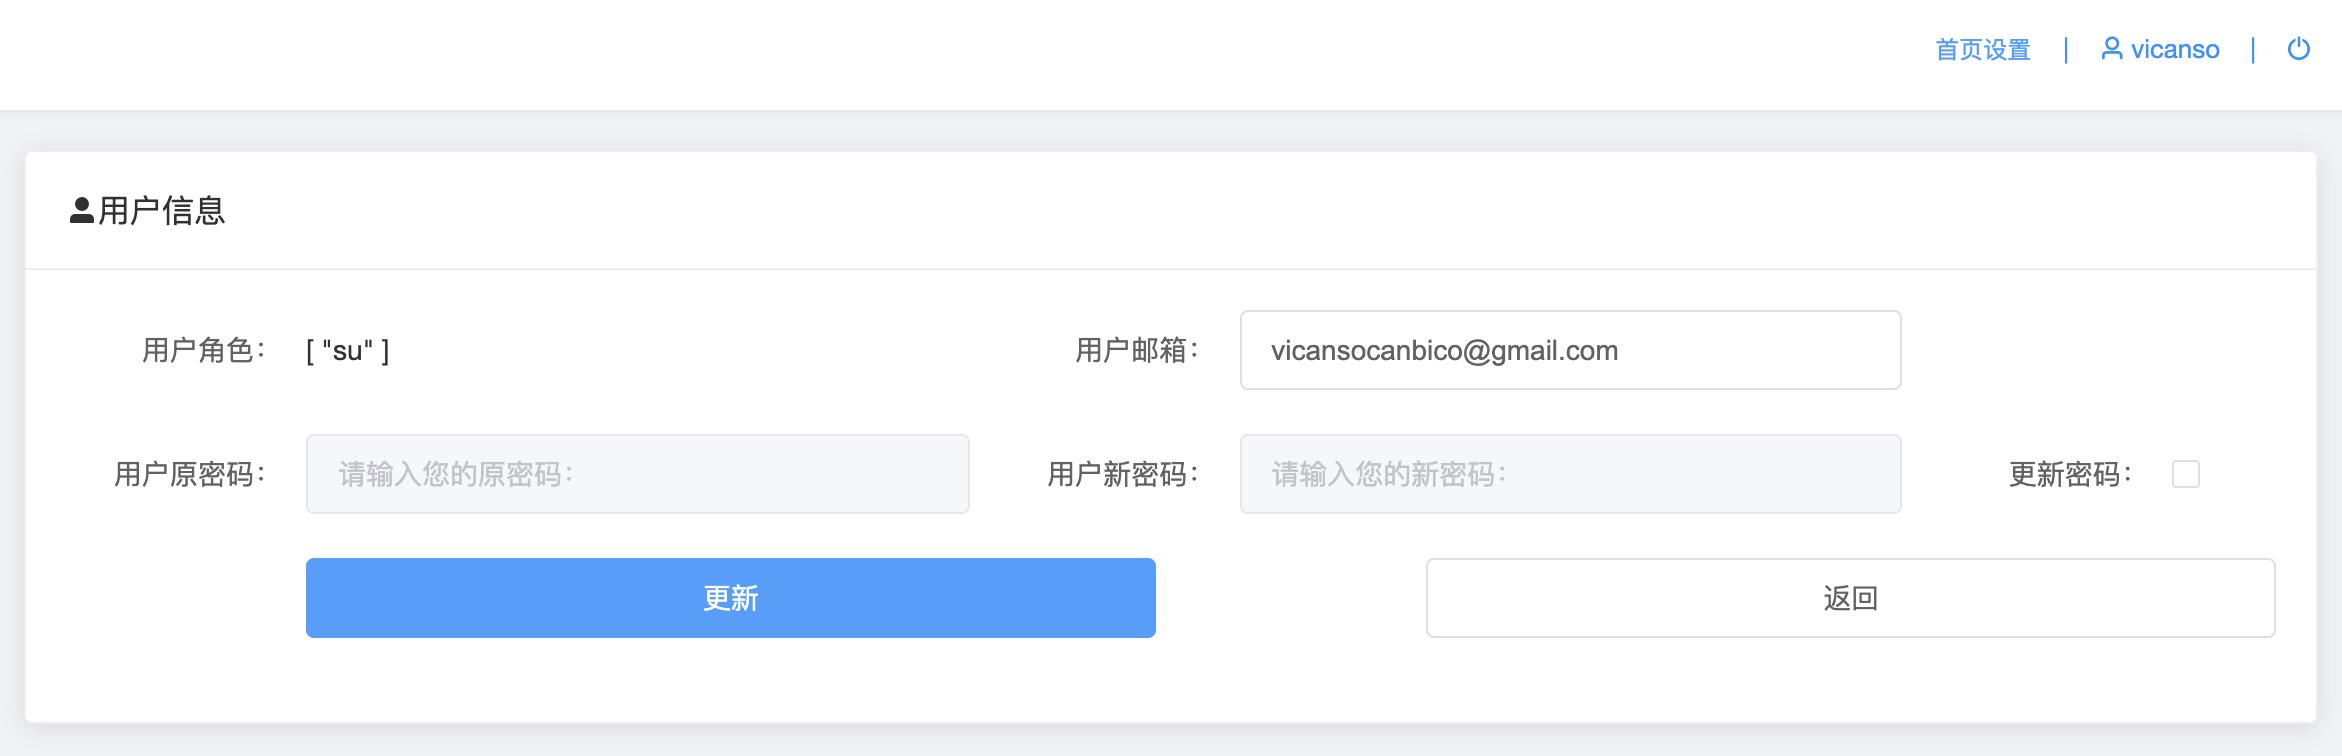 首页设置 | vicanso |
用户信息
用户角色： [ "su" ] 用户邮箱： vicansocanbico@gmail.com
用户原密码： 请输入您的原密码： 用户新密码： 请输入您的新密码： 更新密码：
更新 返回